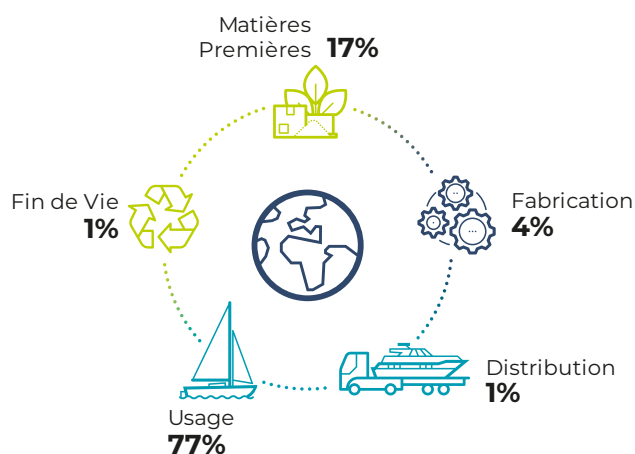 Matières
Premières 17%
Fabrication
4%
Distribution
1%
Usage
77%
Fin de Vie
1%